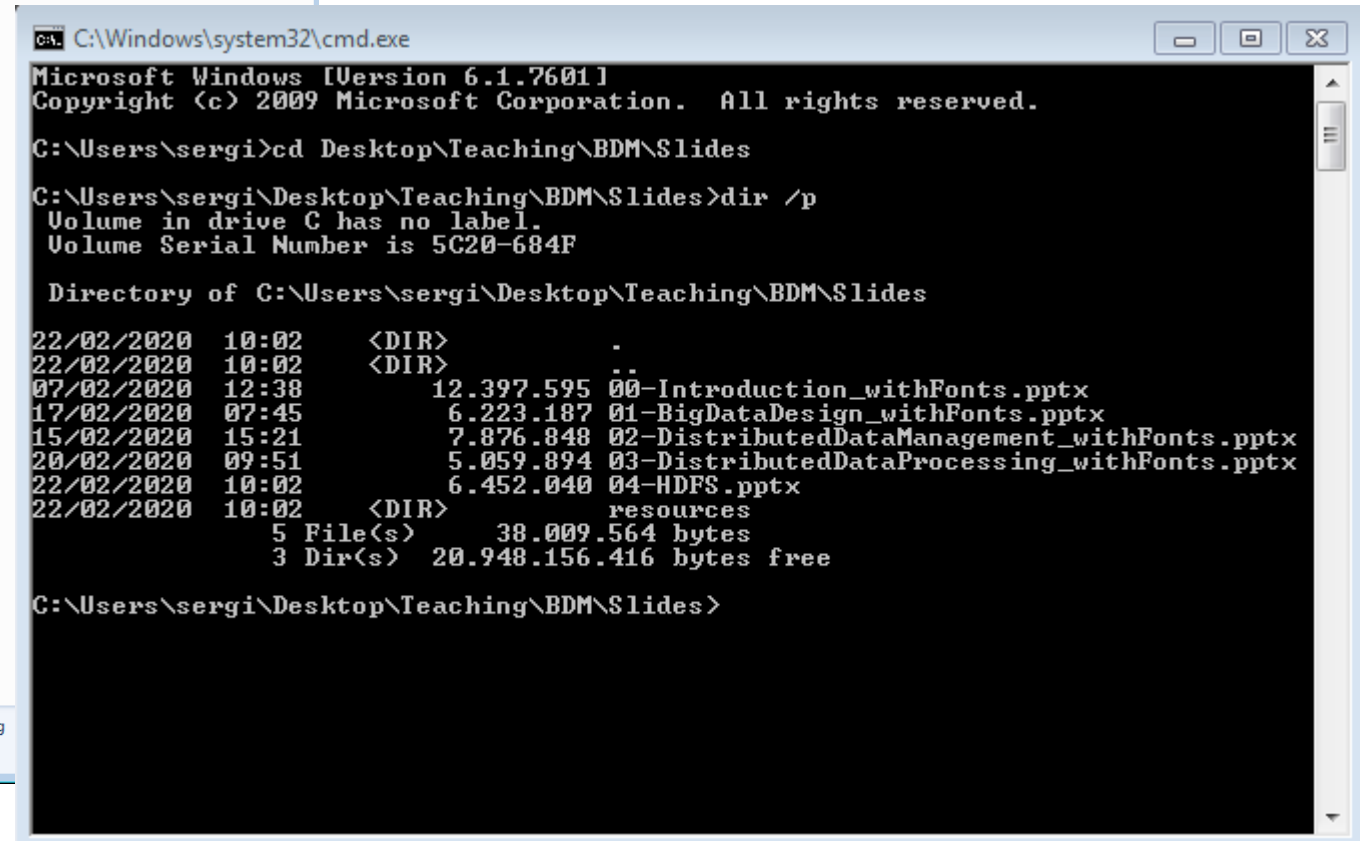 C:\Windows\system32\cmd.exe
Microsoft Windows [Version 6.1.7601]
Copyright (c) 2009 Microsoft Corporation.  All rights reserved.
C:\Users\sergi>cd Desktop\Teaching\BDM\Slides
C:\Users\sergi\Desktop\Teaching\BDM\Slides>dir /p
Volume in drive C has no label.
Volume Serial Number is 5C20-684F
Directory of C:\Users\sergi\Desktop\Teaching\BDM\Slides
22/02/2020  10:02    <DIR>          .
22/02/2020  10:02    <DIR>          ..
07/02/2020  12:38        12.397.595 00-Introduction_withFonts.pptx
17/02/2020  07:45         6.223.187 01-BigDataDesign_withFonts.pptx
15/02/2020  15:21         7.876.848 02-DistributedDataManagement_withFonts.pptx
20/02/2020  09:51         5.059.894 03-DistributedDataProcessing_withFonts.pptx
22/02/2020  10:02         6.452.040 04-HDFS.pptx
22/02/2020  10:02    <DIR>          resources
5 File(s)     38.009.564 bytes
3 Dir(s)  20.948.156.416 bytes free
C:\Users\sergi\Desktop\Teaching\BDM\Slides>